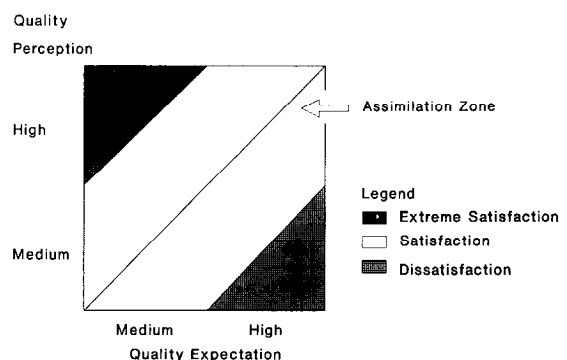 Quality
Perception
High
Assimilation Zone
Legend
Extreme Satisfaction
Satisfaction
Medium
Dissatisfaction
Medium High
Quality Expectation